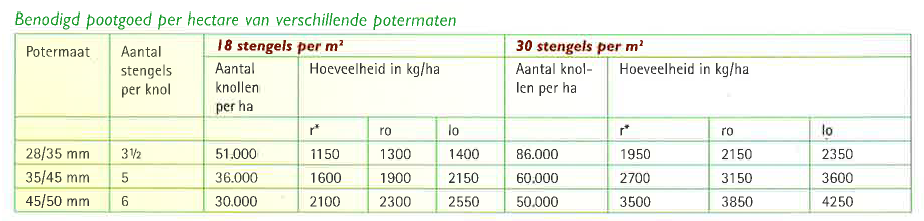 Benodigd pootgoed per hectare van verschillende potermaten
Potermaat Aantal stengels per knol 18 stengels per m² 30 stengels per m²
Aantal knollen per ha Hoeveelheid in kg/ha Aantal knol- len per ha Hoeveelheid in kg/ha
r* ro lo r* ro lo
28/35 mm 3½ 51.000 1150 1300 1400 86.000 1950 2150 2350
35/45 mm 5 36.000 1600 1900 2150 60.000 2700 3150 3600
45/50 mm 6 30.000 2100 2300 2550 50.000 3500 3850 4250